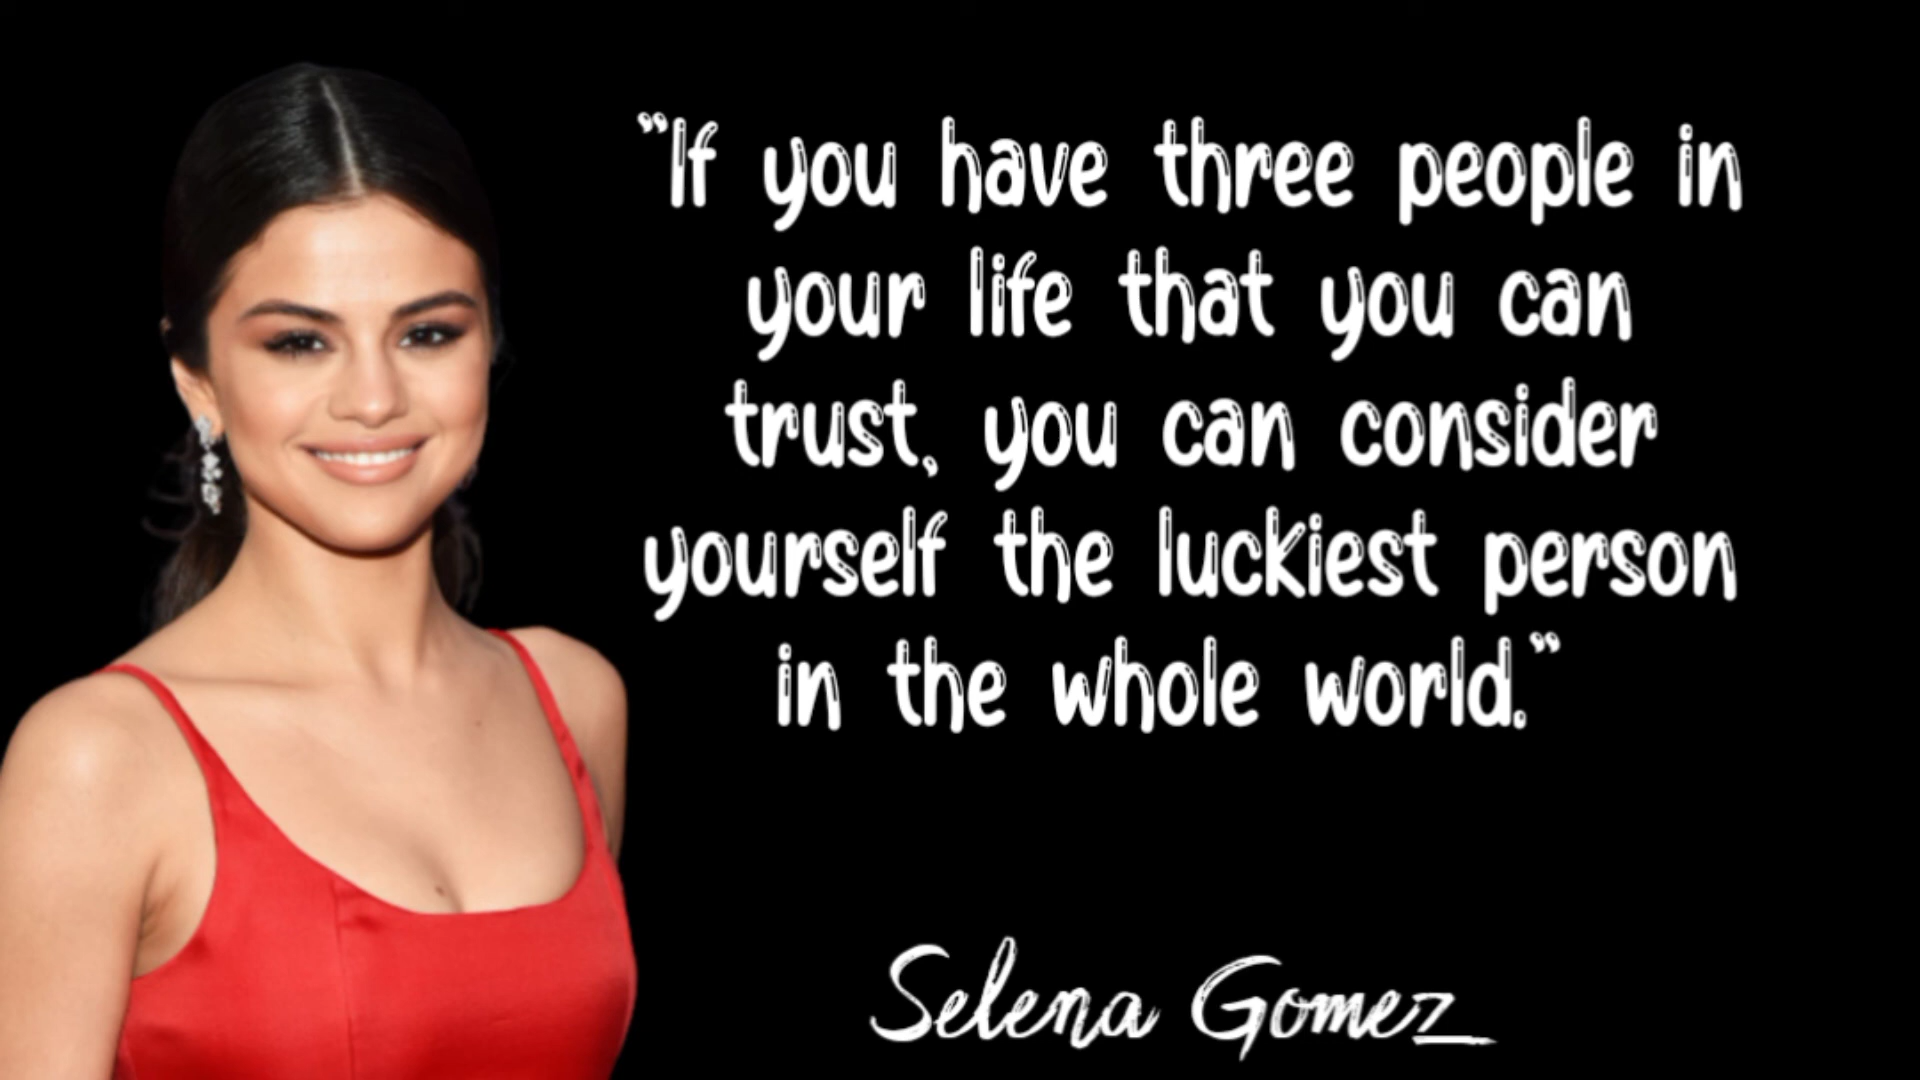 "If you have three people in
your life that you can
trust, you can consider
yourself the luckiest person
in the whole world."
Selena Gomez